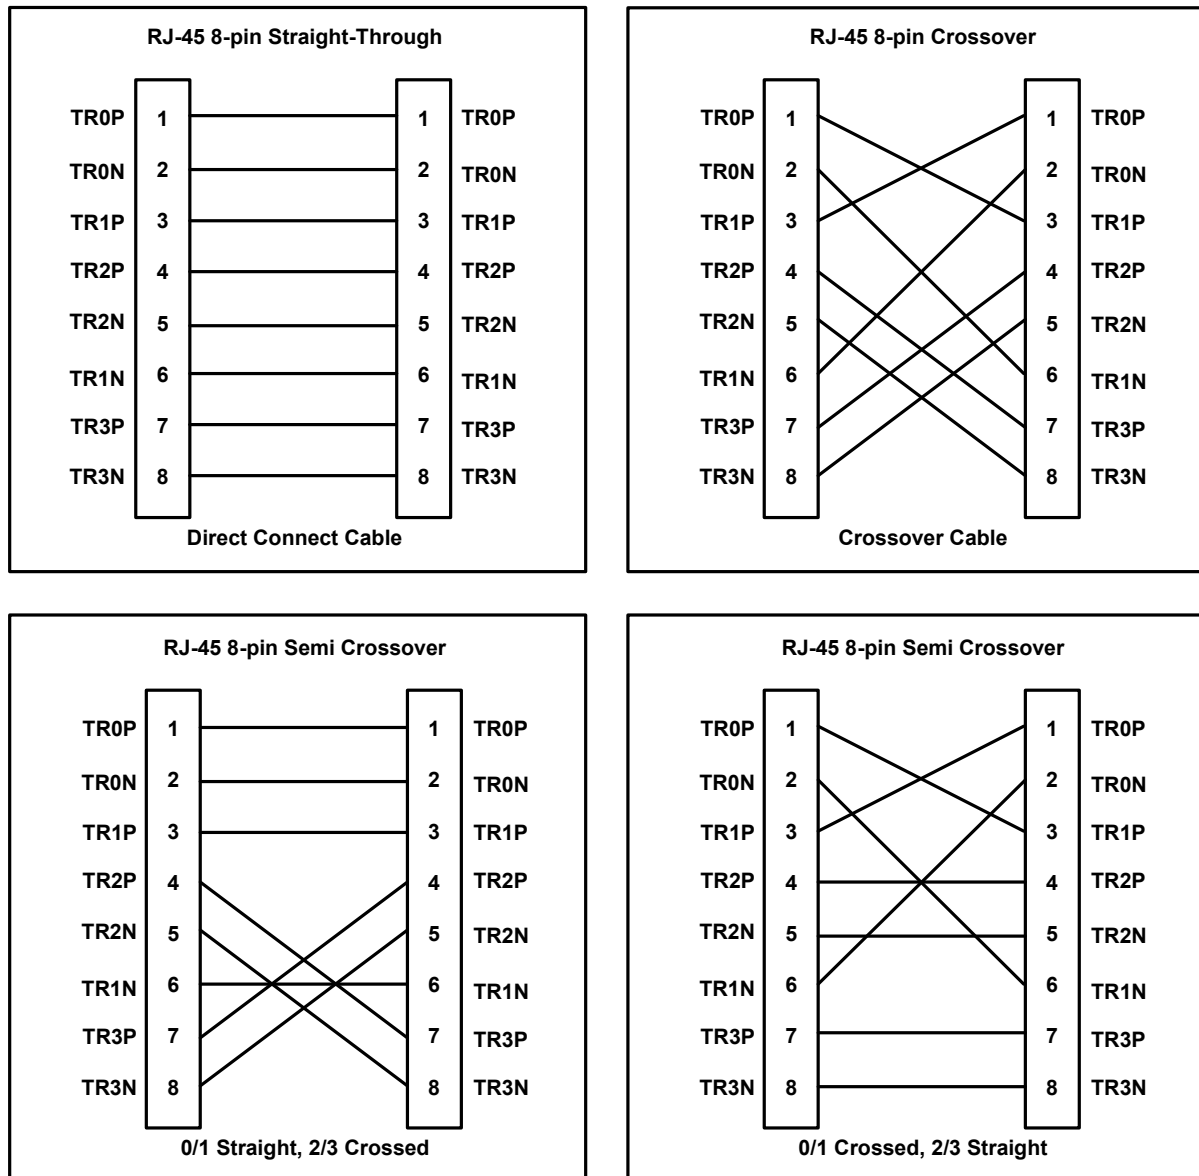 RJ-45 8-pin Straight-Through
TR0P 1 1 TR0P
TR0N 2 2 TR0N
TR1P 3 3 TR1P
TR2P 4 4 TR2P
TR2N 5 5 TR2N
TR1N 6 6 TR1N
TR3P 7 7 TR3P
TR3N 8 8 TR3N
Direct Connect Cable
RJ-45 8-pin Crossover
TR0P 1 1 TR0P
TR0N 2 2 TR0N
TR1P 3 3 TR1P
TR2P 4 4 TR2P
TR2N 5 5 TR2N
TR1N 6 6 TR1N
TR3P 7 7 TR3P
TR3N 8 8 TR3N
Crossover Cable
RJ-45 8-pin Semi Crossover
TR0P 1 1 TR0P
TR0N 2 2 TR0N
TR1P 3 3 TR1P
TR2P 4 4 TR2P
TR2N 5 5 TR2N
TR1N 6 6 TR1N
TR3P 7 7 TR3P
TR3N 8 8 TR3N
0/1 Straight, 2/3 Crossed
RJ-45 8-pin Semi Crossover
TR0P 1 1 TR0P
TR0N 2 2 TR0N
TR1P 3 3 TR1P
TR2P 4 4 TR2P
TR2N 5 5 TR2N
TR1N 6 6 TR1N
TR3P 7 7 TR3P
TR3N 8 8 TR3N
0/1 Crossed, 2/3 Straight